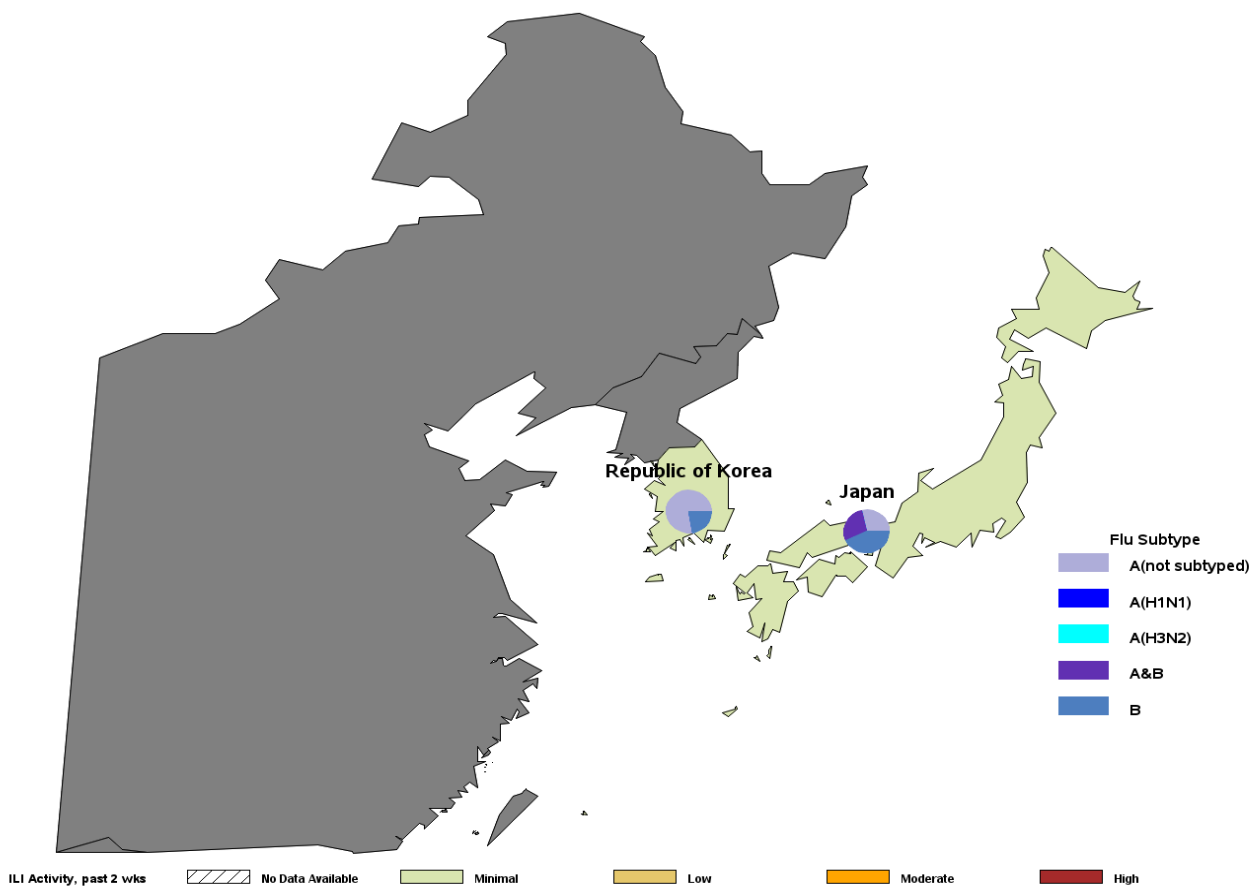 Republic of Korea
Japan
Flu Subtype
A(not subtyped)
A(H1N1)
A(H3N2)
A&B
B
ILI Activity, past 2 wks No Data Available Minimal Low Moderate High